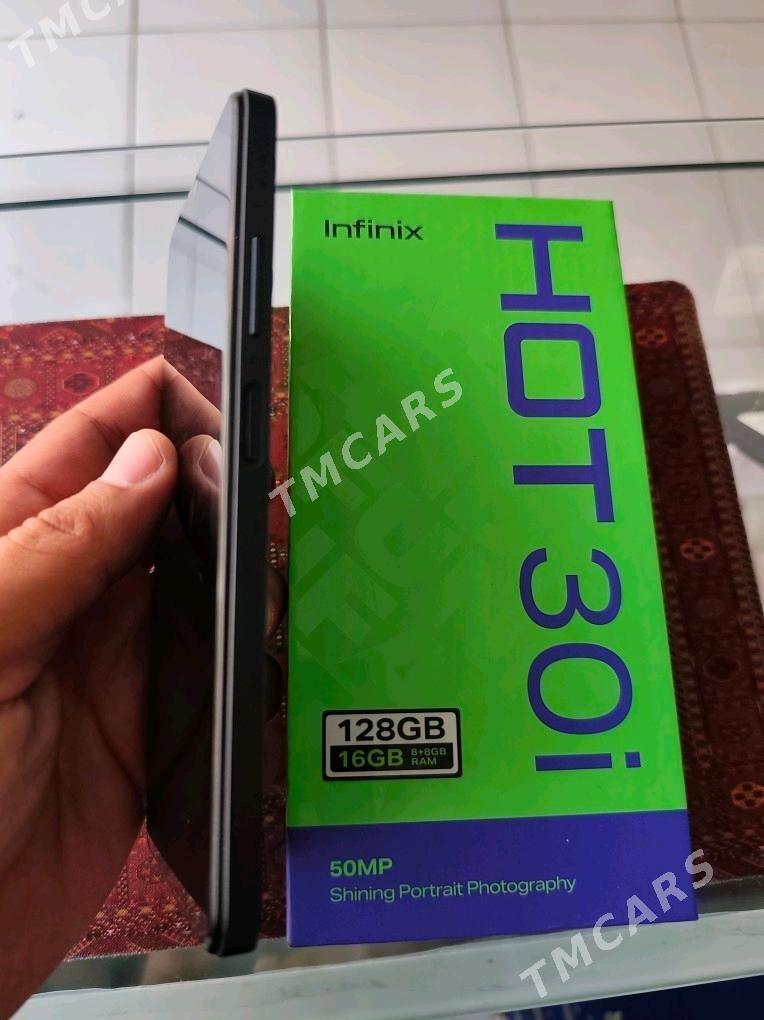 TMCARS
Infinix
HOT 30i
TMCARS
128GB
16GB 8+8GB RAM
50MP
Shining Portrait Photography
TMCARS